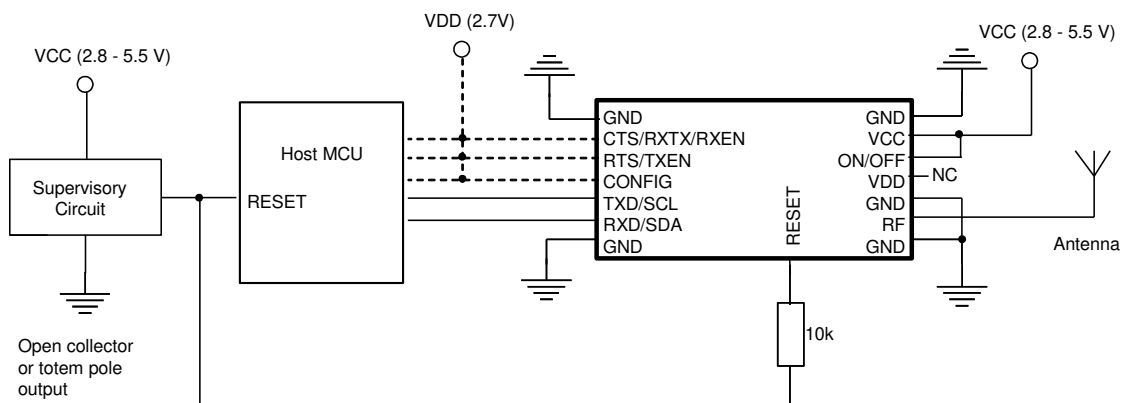 VDD (2.7V)
VCC (2.8 - 5.5 V)
VCC (2.8 - 5.5 V)
Supervisory
Circuit
Open collector
or totem pole
output
Host MCU
RESET
GND
CTS/RXTX/RXEN
RTS/TXEN
CONFIG
TXD/SCL
RXD/SDA
GND
RESET
GND
VCC
ON/OFF
VDD
GND
RF
GND
NC
Antenna
10k